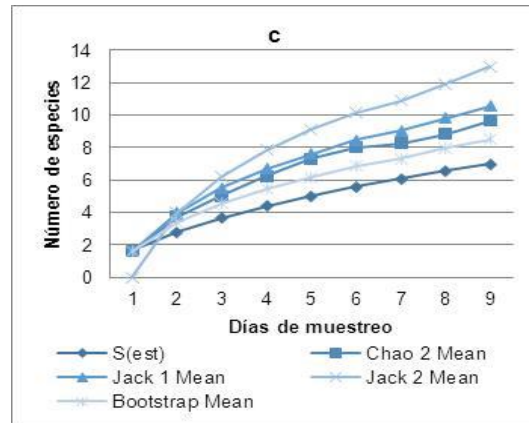 c
14
12
10
8
6
4
2
0
Número de especies
1 2 3 4 5 6 7 8 9
Días de muestreo
S(est) Chao 2 Mean
Jack 1 Mean Jack 2 Mean
Bootstrap Mean